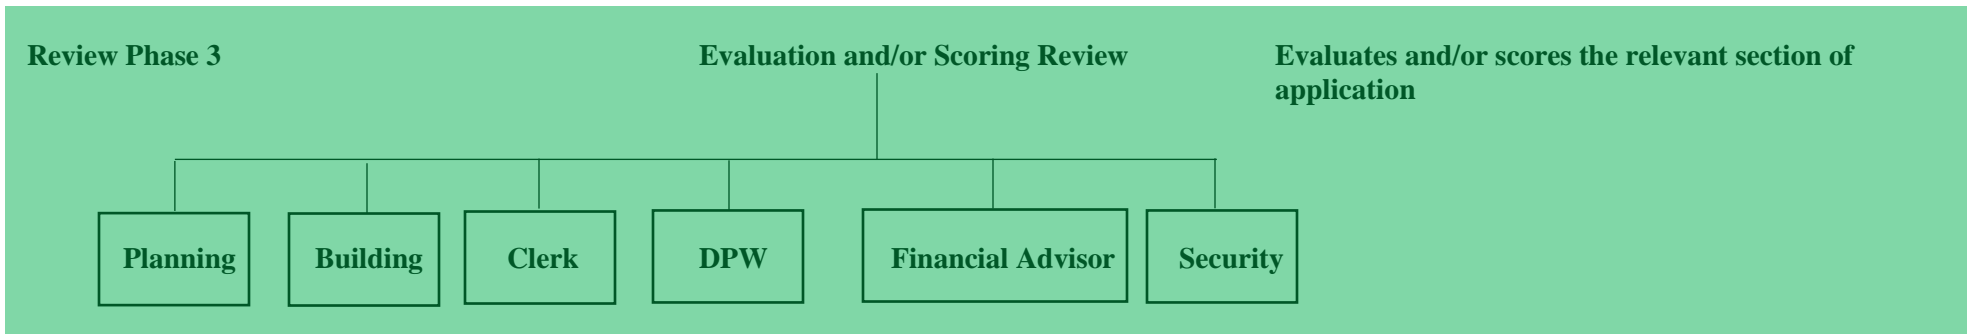 Review Phase 3
Evaluation and/or Scoring Review
Evaluates and/or scores the relevant section of
application
Planning
Building
Clerk
DPW
Financial Advisor
Security